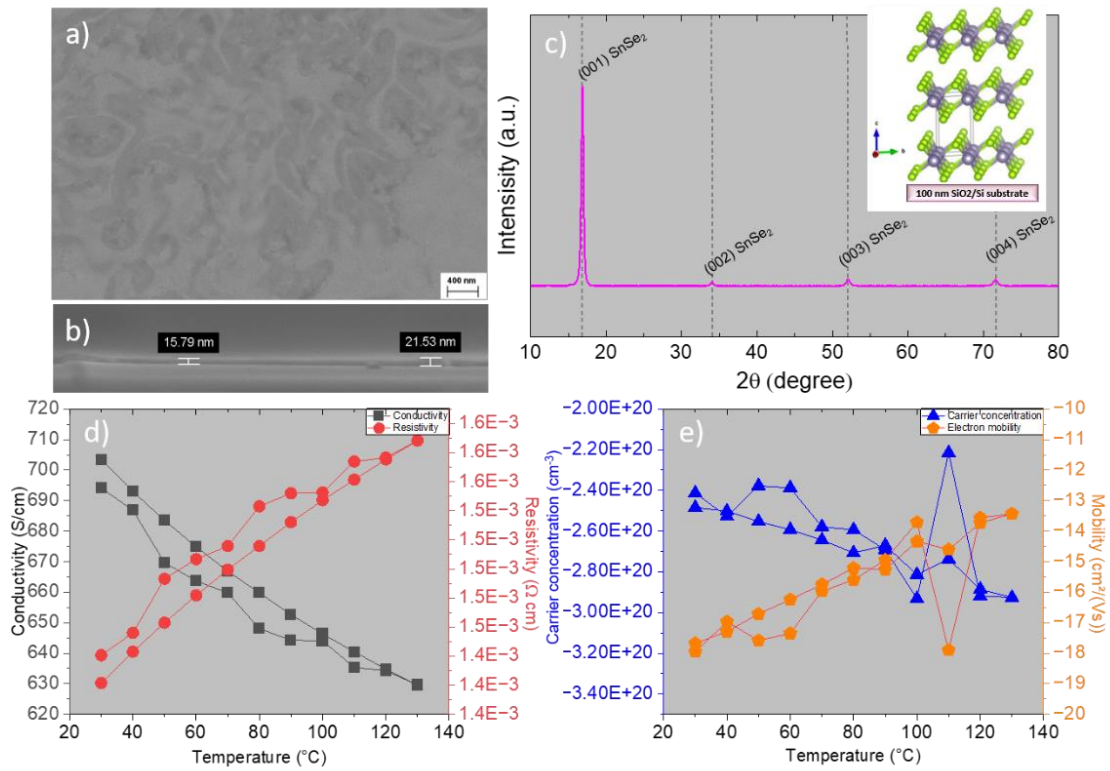 a)
400 nm
b)
15.79 nm
21.53 nm
c)
Intensisity (a.u.)
(001) SnSe₂
(002) SnSe₂
(003) SnSe₂
(004) SnSe₂
c
b
100 nm SiO2/Si substrate
10 20 30 40 50 60 70 80
2θ (degree)
d)
Conductivity
Resistivity
Conductivity (S/cm)
720
710
700
690
680
670
660
650
640
630
620
Resistivity (Ω cm)
1.6E−3
1.6E−3
1.6E−3
1.5E−3
1.5E−3
1.5E−3
1.5E−3
1.5E−3
1.4E−3
1.4E−3
1.4E−3
20 40 60 80 100 120 140
Temperature (°C)
e)
Carrier concentration
Electron mobility
Carrier concentration (cm⁻³)
−2.00E+20
−2.20E+20
−2.40E+20
−2.60E+20
−2.80E+20
−3.00E+20
−3.20E+20
−3.40E+20
Mobility (cm²/(Vs))
−10
−11
−12
−13
−14
−15
−16
−17
−18
−19
−20
20 40 60 80 100 120 140
Temperature (°C)